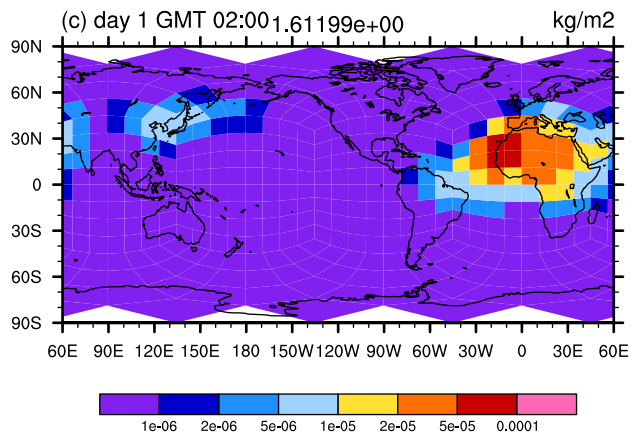 (c) day 1 GMT 02:00 1.61199e+00 kg/m2
90N
60N
30N
0
30S
60S
90S
60E 90E 120E 150E 180 150W 120W 90W 60W 30W 0 30E 60E
1e-06 2e-06 5e-06 1e-05 2e-05 5e-05 0.0001